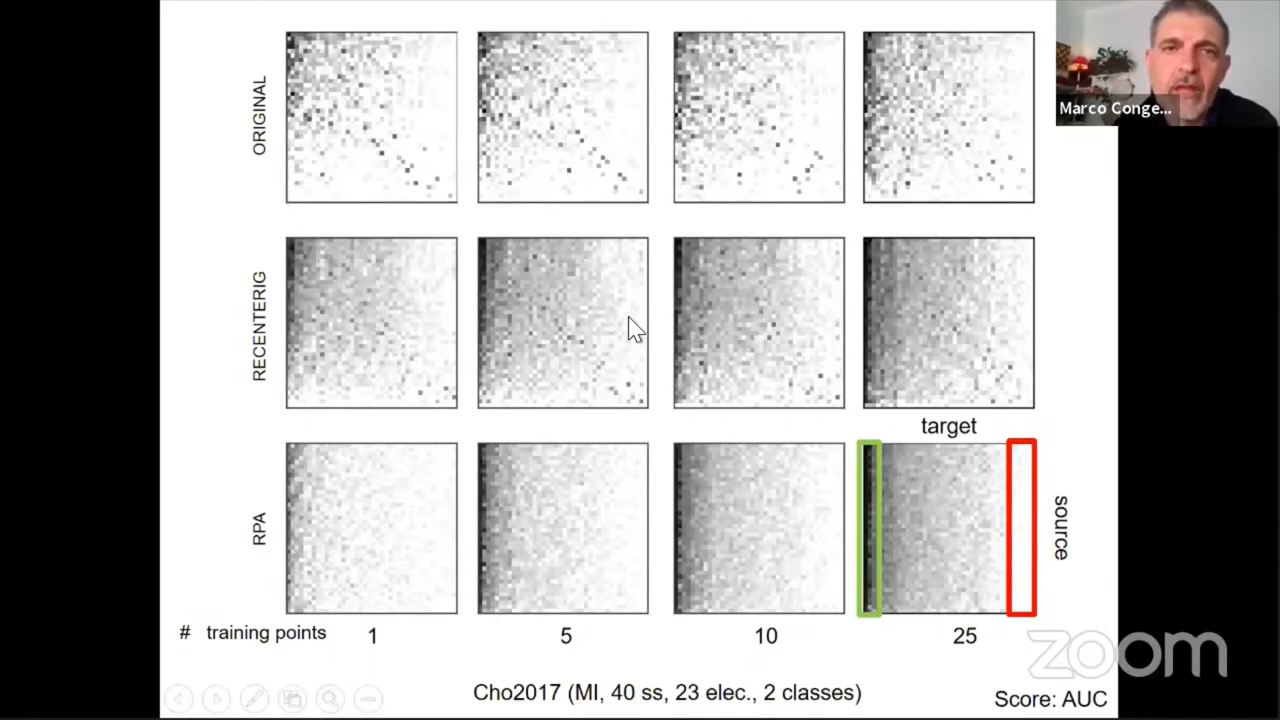 Marco Conge...
ORIGINAL
RECENTERIG
target
RPA
source
# training points 1 5 10 25
zoom
Cho2017 (MI, 40 ss, 23 elec., 2 classes)
Score: AUC